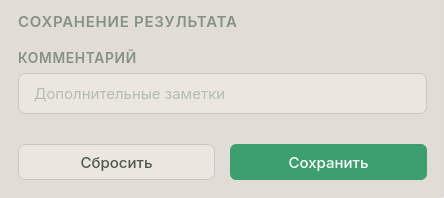 СОХРАНЕНИЕ РЕЗУЛЬТАТА
КОММЕНТАРИЙ
Дополнительные заметки
Сбросить
Сохранить